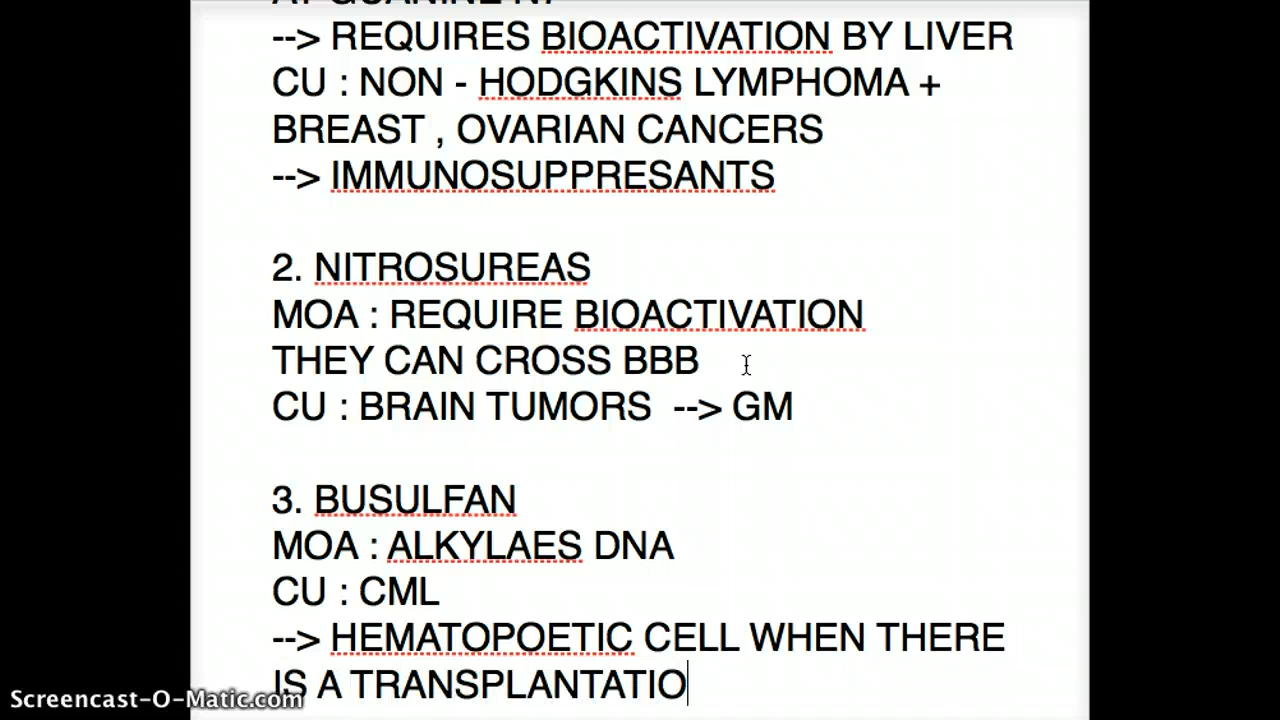 --> REQUIRES BIOACTIVATION BY LIVER
CU : NON - HODGKINS LYMPHOMA +
BREAST , OVARIAN CANCERS
--> IMMUNOSUPPRESANTS
2. NITROSUREAS
MOA : REQUIRE BIOACTIVATION
THEY CAN CROSS BBB
CU : BRAIN TUMORS --> GM
3. BUSULFAN
MOA : ALKYLAES DNA
CU : CML
--> HEMATOPOETIC CELL WHEN THERE
IS A TRANSPLANTATIO
Screencast-O-Matic.com